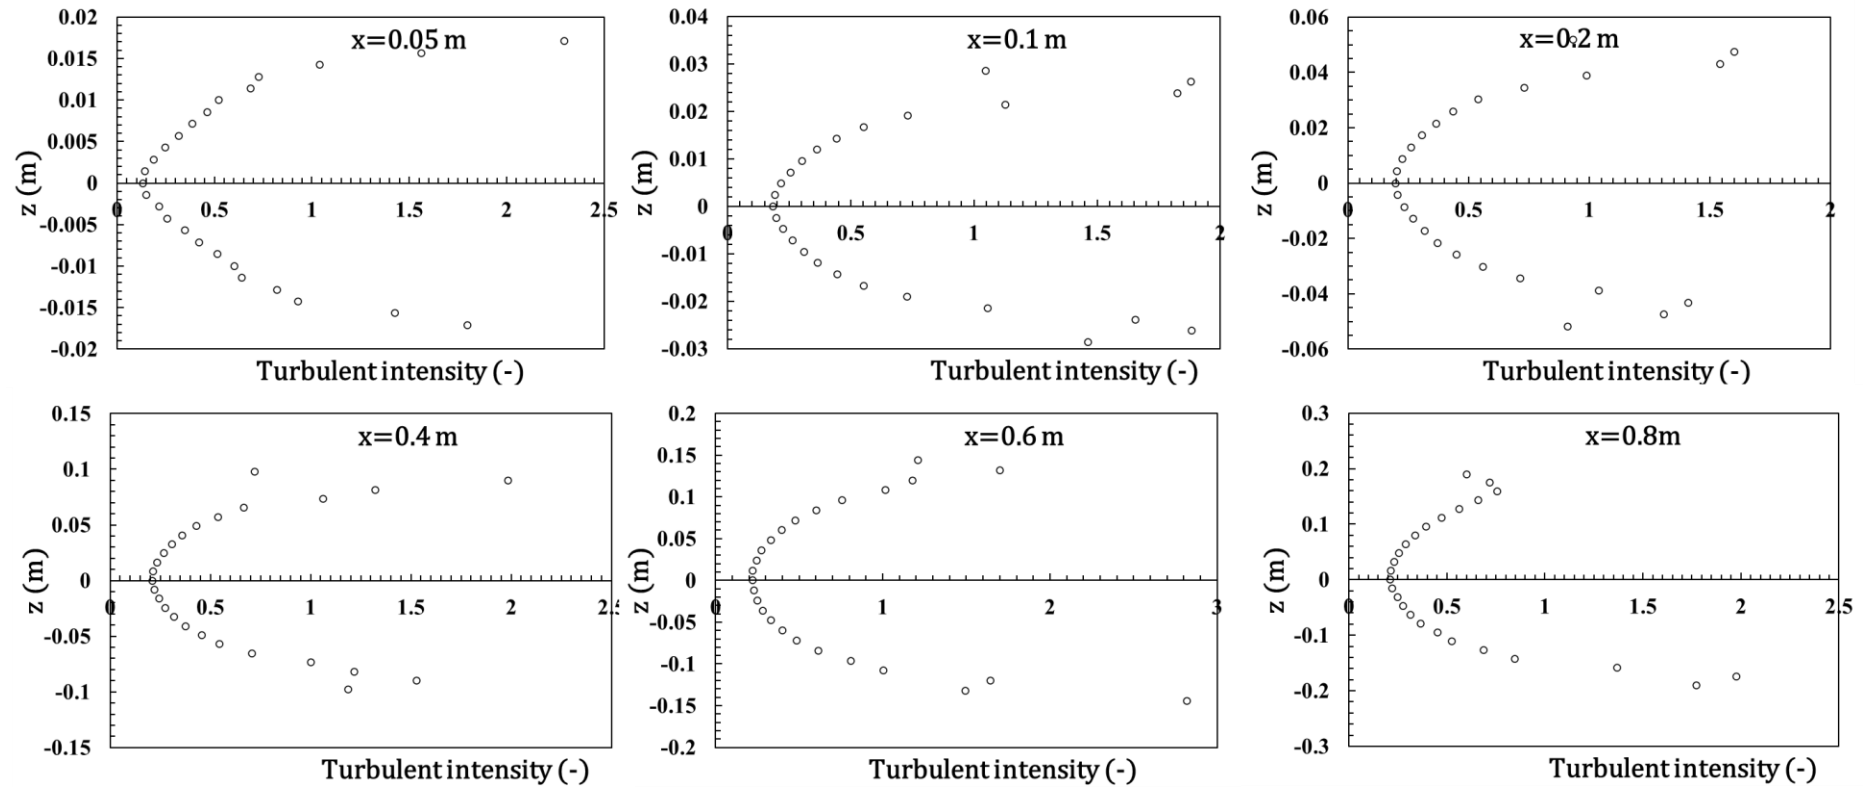 x=0.05 m
0.02
0.015
0.01
0.005
0
-0.005
-0.01
-0.015
-0.02
0 0.5 1 1.5 2 2.5
z (m)
Turbulent intensity (-)
x=0.1 m
0.04
0.03
0.02
0.01
0
-0.01
-0.02
-0.03
0 0.5 1 1.5 2
z (m)
Turbulent intensity (-)
x=0.2 m
0.06
0.04
0.02
0
-0.02
-0.04
-0.06
0 0.5 1 1.5 2
z (m)
Turbulent intensity (-)
x=0.4 m
0.15
0.1
0.05
0
-0.05
-0.1
-0.15
0 0.5 1 1.5 2 2.5
z (m)
Turbulent intensity (-)
x=0.6 m
0.2
0.15
0.1
0.05
0
-0.05
-0.1
-0.15
-0.2
0 1 2 3
z (m)
Turbulent intensity (-)
x=0.8m
0.3
0.2
0.1
0
-0.1
-0.2
-0.3
0 0.5 1 1.5 2 2.5
z (m)
Turbulent intensity (-)